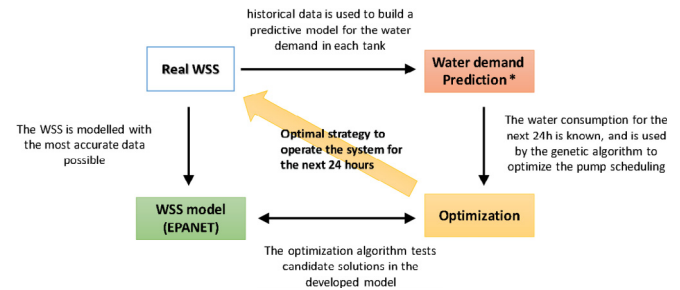 historical data is used to build a
predictive model for the water
demand in each tank
Real WSS
Water demand
Prediction *
The WSS is modelled with
the most accurate data
possible
Optimal strategy to
operate the system for
the next 24 hours
The water consumption for the
next 24h is known, and is used
by the genetic algorithm to
optimize the pump scheduling
WSS model
(EPANET)
Optimization
The optimization algorithm tests
candidate solutions in the
developed model